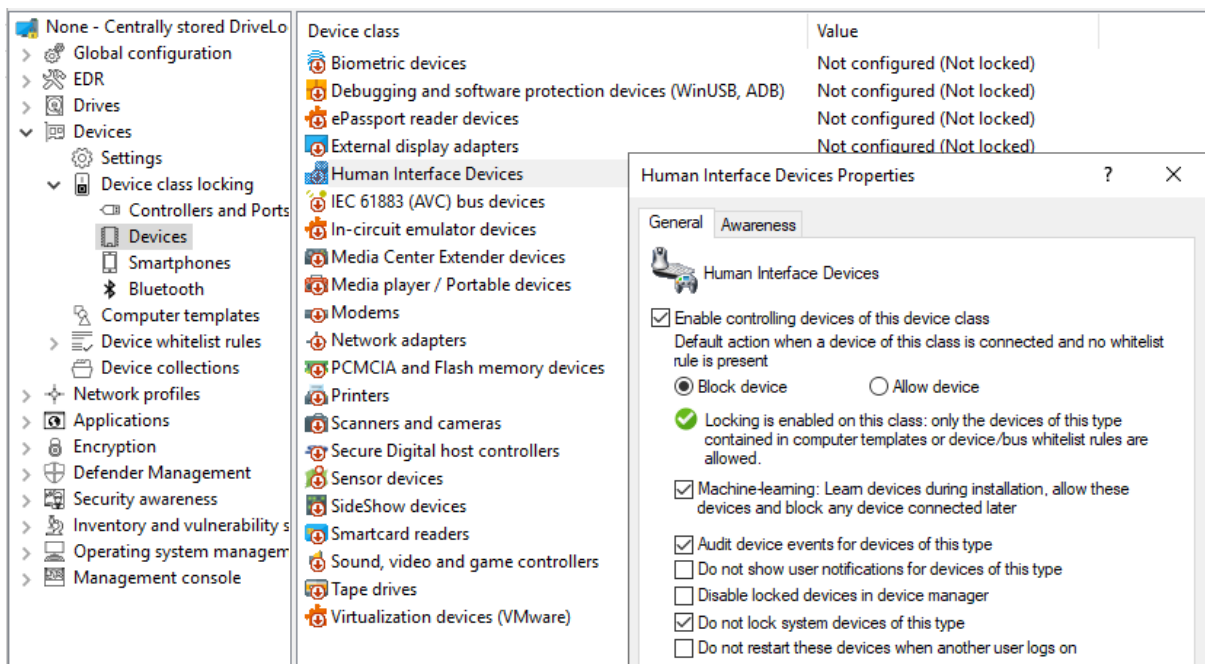 None - Centrally stored DriveLo
Global configuration
EDR
Drives
Devices
Settings
Device class locking
Controllers and Ports
Devices
Smartphones
Bluetooth
Computer templates
Device whitelist rules
Device collections
Network profiles
Applications
Encryption
Defender Management
Security awareness
Inventory and vulnerability s
Operating system managem
Management console
Device class Value
Biometric devices Not configured (Not locked)
Debugging and software protection devices (WinUSB, ADB) Not configured (Not locked)
ePassport reader devices Not configured (Not locked)
External display adapters Not configured (Not locked)
Human Interface Devices
IEC 61883 (AVC) bus devices
In-circuit emulator devices
Media Center Extender devices
Media player / Portable devices
Modems
Network adapters
PCMCIA and Flash memory devices
Printers
Scanners and cameras
Secure Digital host controllers
Sensor devices
SideShow devices
Smartcard readers
Sound, video and game controllers
Tape drives
Virtualization devices (VMware)
Human Interface Devices Properties ?
General Awareness
Human Interface Devices
Enable controlling devices of this device class
Default action when a device of this class is connected and no whitelist
rule is present
Block device Allow device
Locking is enabled on this class: only the devices of this type
contained in computer templates or device/bus whitelist rules are
allowed.
Machine-learning: Learn devices during installation, allow these
devices and block any device connected later
Audit device events for devices of this type
Do not show user notifications for devices of this type
Disable locked devices in device manager
Do not lock system devices of this type
Do not restart these devices when another user logs on